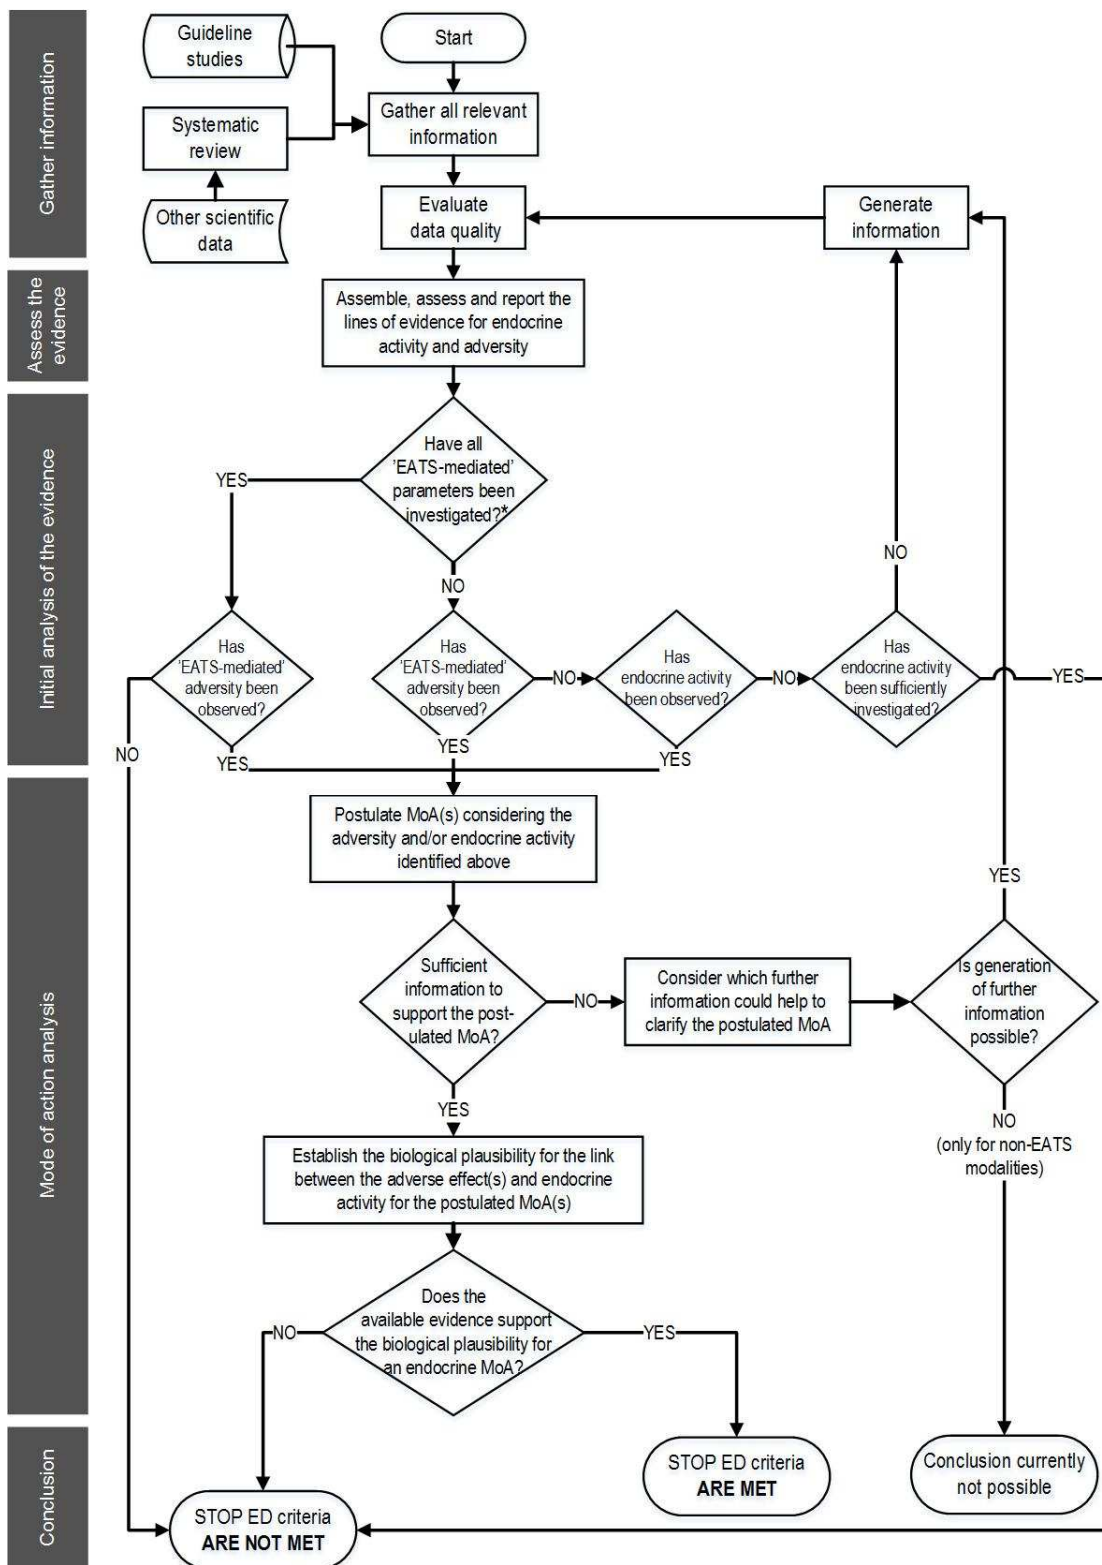 Gather information
Guideline
studies
Start
Systematic
review
Gather all relevant
information
Other scientific
data
Evaluate
data quality
Generate
information
Assess the
evidence
Assemble, assess and report the
lines of evidence for endocrine
activity and adversity
Initial analysis of the evidence
Have all
'EATS-mediated'
parameters been
investigated?*
YES
NO
NO
Has
'EATS-mediated'
adversity been
observed?
Has
'EATS-mediated'
adversity been
observed?
NO
Has
endocrine activity
been observed?
NO
Has
endocrine activity
been sufficiently
investigated?
YES
NO
YES
YES
YES
Mode of action analysis
Postulate MoA(s) considering the
adversity and/or endocrine activity
identified above
YES
Sufficient
information to
support the post-
ulated MoA?
NO
Consider which further
information could help to
clarify the postulated MoA
Is generation
of further
information
possible?
YES
NO
(only for non-EATS
modalities)
Establish the biological plausibility for the link
between the adverse effect(s) and endocrine
activity for the postulated MoA(s)
Does the
available evidence support
the biological plausibility for
an endocrine MoA?
NO
YES
Conclusion
STOP ED criteria
ARE NOT MET
STOP ED criteria
ARE MET
Conclusion currently
not possible